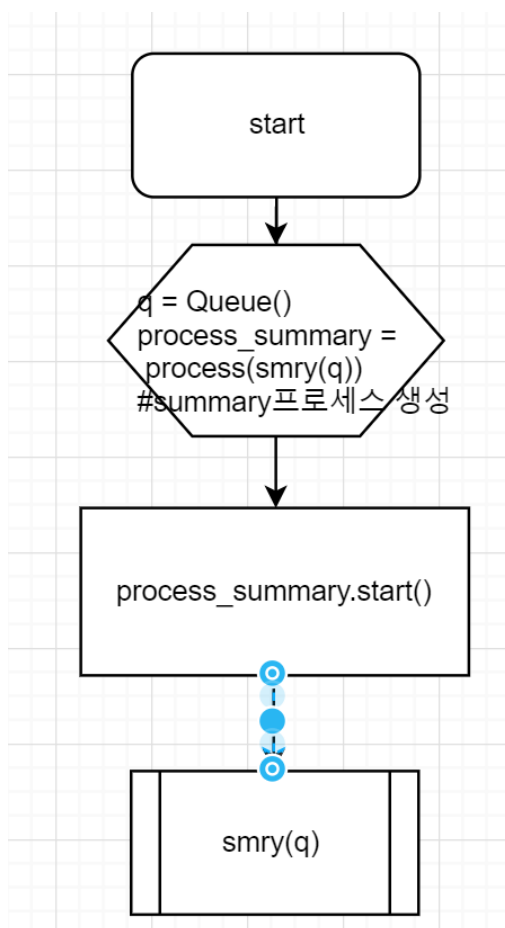 start
q = Queue()
process_summary =
process(smry(q))
#summary프로세스 생성
process_summary.start()
smry(q)